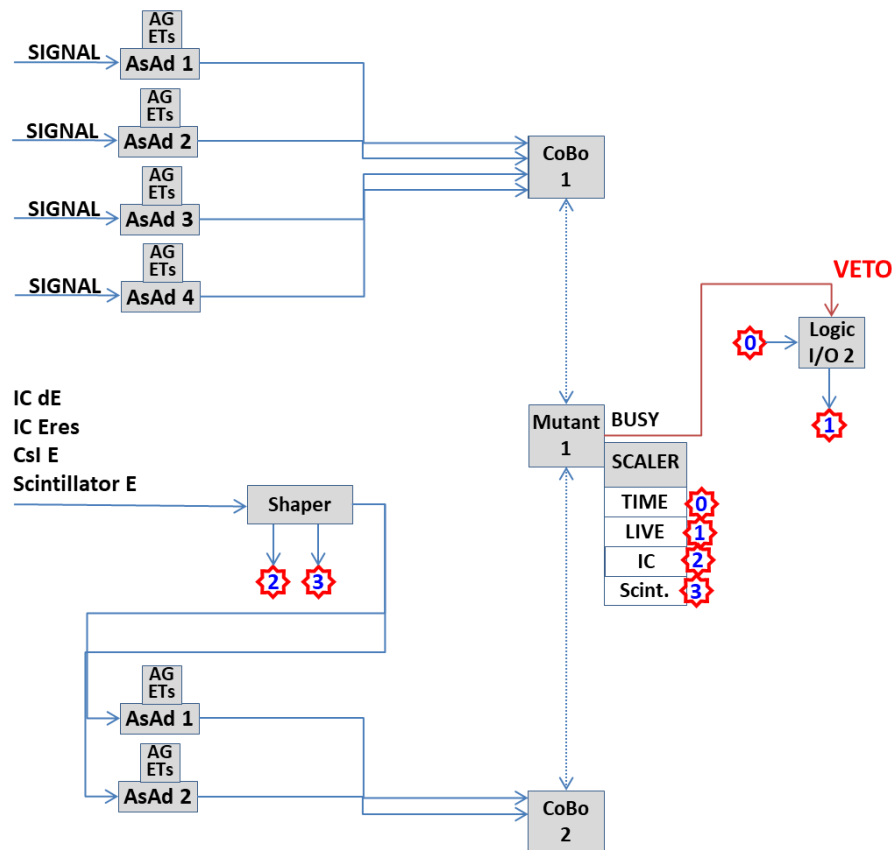 AG
ETs
SIGNAL
AsAd 1
AG
ETs
SIGNAL
AsAd 2
CoBo
1
AG
ETs
SIGNAL
AsAd 3
AG
ETs
SIGNAL
AsAd 4
VETO
0
Logic
I/O 2
1
IC dE
IC Eres
CsI E
Scintillator E
Mutant
1
BUSY
SCALER
TIME
0
LIVE
1
IC
2
Scint.
3
Shaper
2
3
AG
ETs
AsAd 1
AG
ETs
AsAd 2
CoBo
2